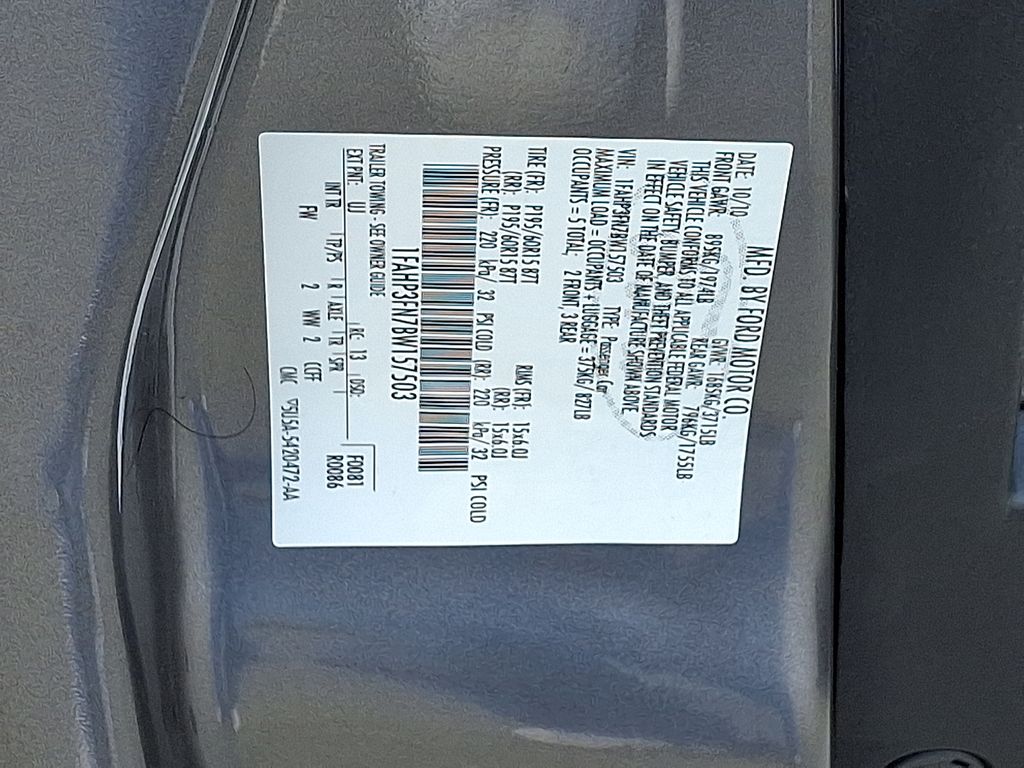 MFD. BY FORD MOTOR CO.
DATE: 10/10 GVWR: 1685KG/3715LB
FRONT GAWR: 895KG/1974LB REAR GAWR: 796KG/1755LB
THIS VEHICLE CONFORMS TO ALL APPLICABLE FEDERAL MOTOR
VEHICLE SAFETY, BUMPER, AND THEFT PREVENTION STANDARDS
IN EFFECT ON THE DATE OF MANUFACTURE SHOWN ABOVE
VIN: 1FAHP3FN7BW157503 TYPE: Passenger Car
MAXIMUM LOAD = OCCUPANTS + LUGGAGE = 375KG/ 827LB
OCCUPANTS = 5 TOTAL; 2 FRONT, 3 REAR
TIRE (FR): P195/60R15 87T RIMS (FR): 15x6.0J
(RR): P195/60R15 87T (RR): 15x6.0J
PRESSURE (FR): 220 kPa/ 32 PSI COLD (RR): 220 kPa/ 32 PSI COLD
1FAHP3FN7BW157503
TRAILER TOWING - SEE OWNER GUIDE
EXT PNT: UJ RC: 13 DSO: F0081
INT TR TP/PS R AXLE TR SPR R0086
FW 2 VW 2 CCFF
5U5A-5420472-AA